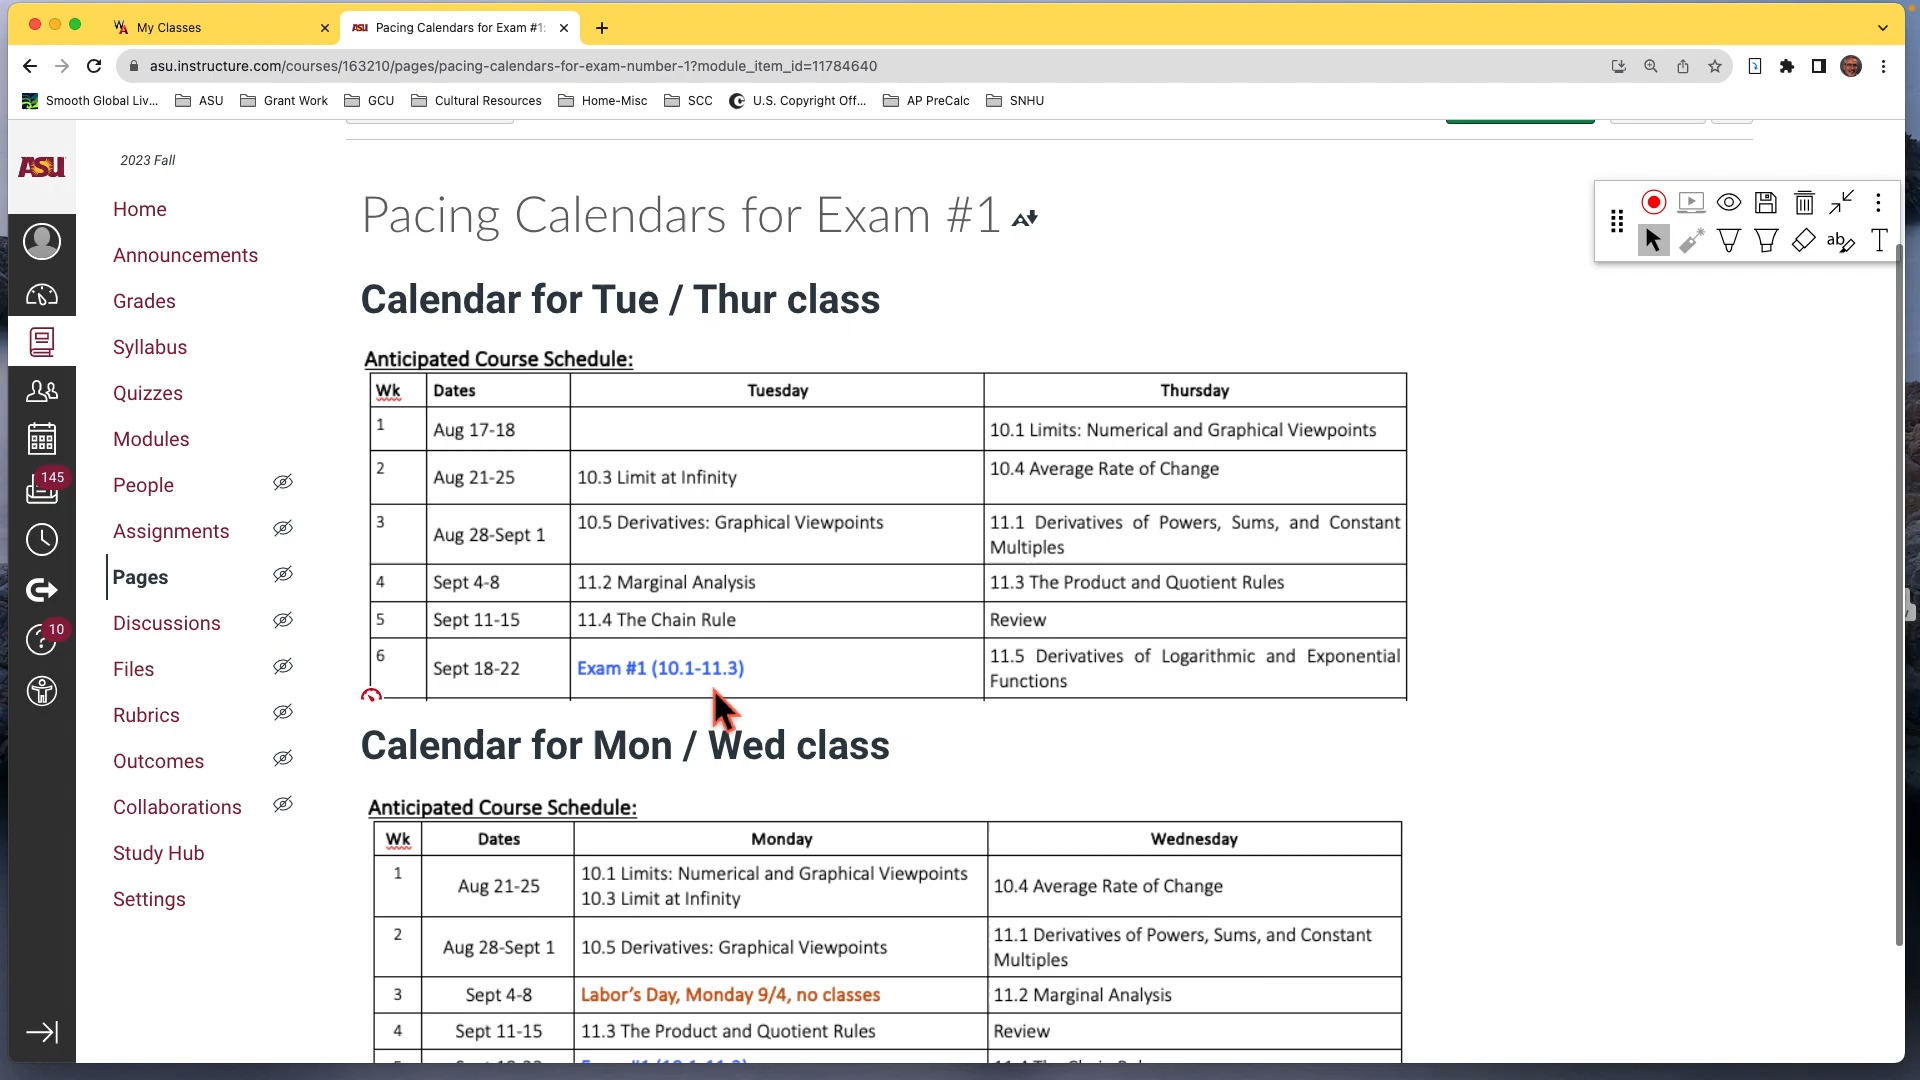 My Classes
ASU Pacing Calendars for Exam #1:
asu.instructure.com/courses/163210/pages/pacing-calendars-for-exam-number-1?module_item_id=11784640
Smooth Global Liv... ASU Grant Work GCU Cultural Resources Home-Misc SCC U.S. Copyright Off... AP PreCalc SNHU
ASU
145
10
2023 Fall
Home
Announcements
Grades
Syllabus
Quizzes
Modules
People
Assignments
Pages
Discussions
Files
Rubrics
Outcomes
Collaborations
Study Hub
Settings
Pacing Calendars for Exam #1
Calendar for Tue / Thur class
Anticipated Course Schedule:
Wk Dates Tuesday Thursday
1 Aug 17-18 10.1 Limits: Numerical and Graphical Viewpoints
2 Aug 21-25 10.3 Limit at Infinity 10.4 Average Rate of Change
3 Aug 28-Sept 1 10.5 Derivatives: Graphical Viewpoints 11.1 Derivatives of Powers, Sums, and Constant
Multiples
4 Sept 4-8 11.2 Marginal Analysis 11.3 The Product and Quotient Rules
5 Sept 11-15 11.4 The Chain Rule Review
6 Sept 18-22 Exam #1 (10.1-11.3) 11.5 Derivatives of Logarithmic and Exponential
Functions
Calendar for Mon / Wed class
Anticipated Course Schedule:
Wk Dates Monday Wednesday
1 Aug 21-25 10.1 Limits: Numerical and Graphical Viewpoints
10.3 Limit at Infinity 10.4 Average Rate of Change
2 Aug 28-Sept 1 10.5 Derivatives: Graphical Viewpoints 11.1 Derivatives of Powers, Sums, and Constant
Multiples
3 Sept 4-8 Labor's Day, Monday 9/4, no classes 11.2 Marginal Analysis
4 Sept 11-15 11.3 The Product and Quotient Rules Review
ab
T